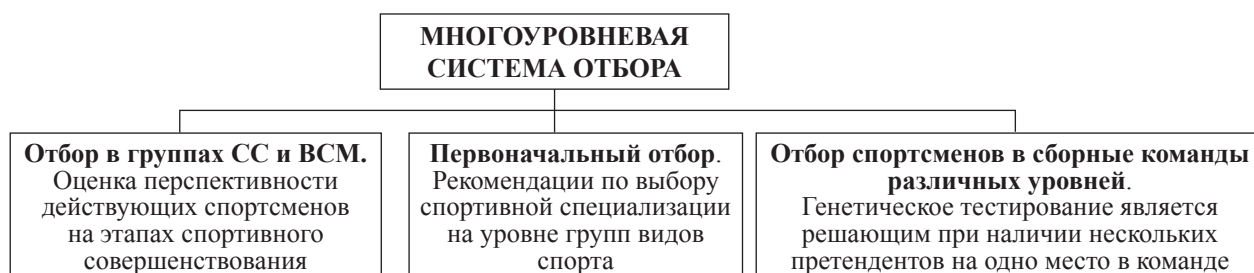 МНОГОУРОВНЕВАЯ
СИСТЕМА ОТБОРА
Отбор в группах СС и ВСМ.
Оценка перспективности
действующих спортсменов
на этапах спортивного
совершенствования
Первоначальный отбор.
Рекомендации по выбору
спортивной специализации
на уровне групп видов
спорта
Отбор спортсменов в сборные команды
различных уровней.
Генетическое тестирование является
решающим при наличии нескольких
претендентов на одно место в команде